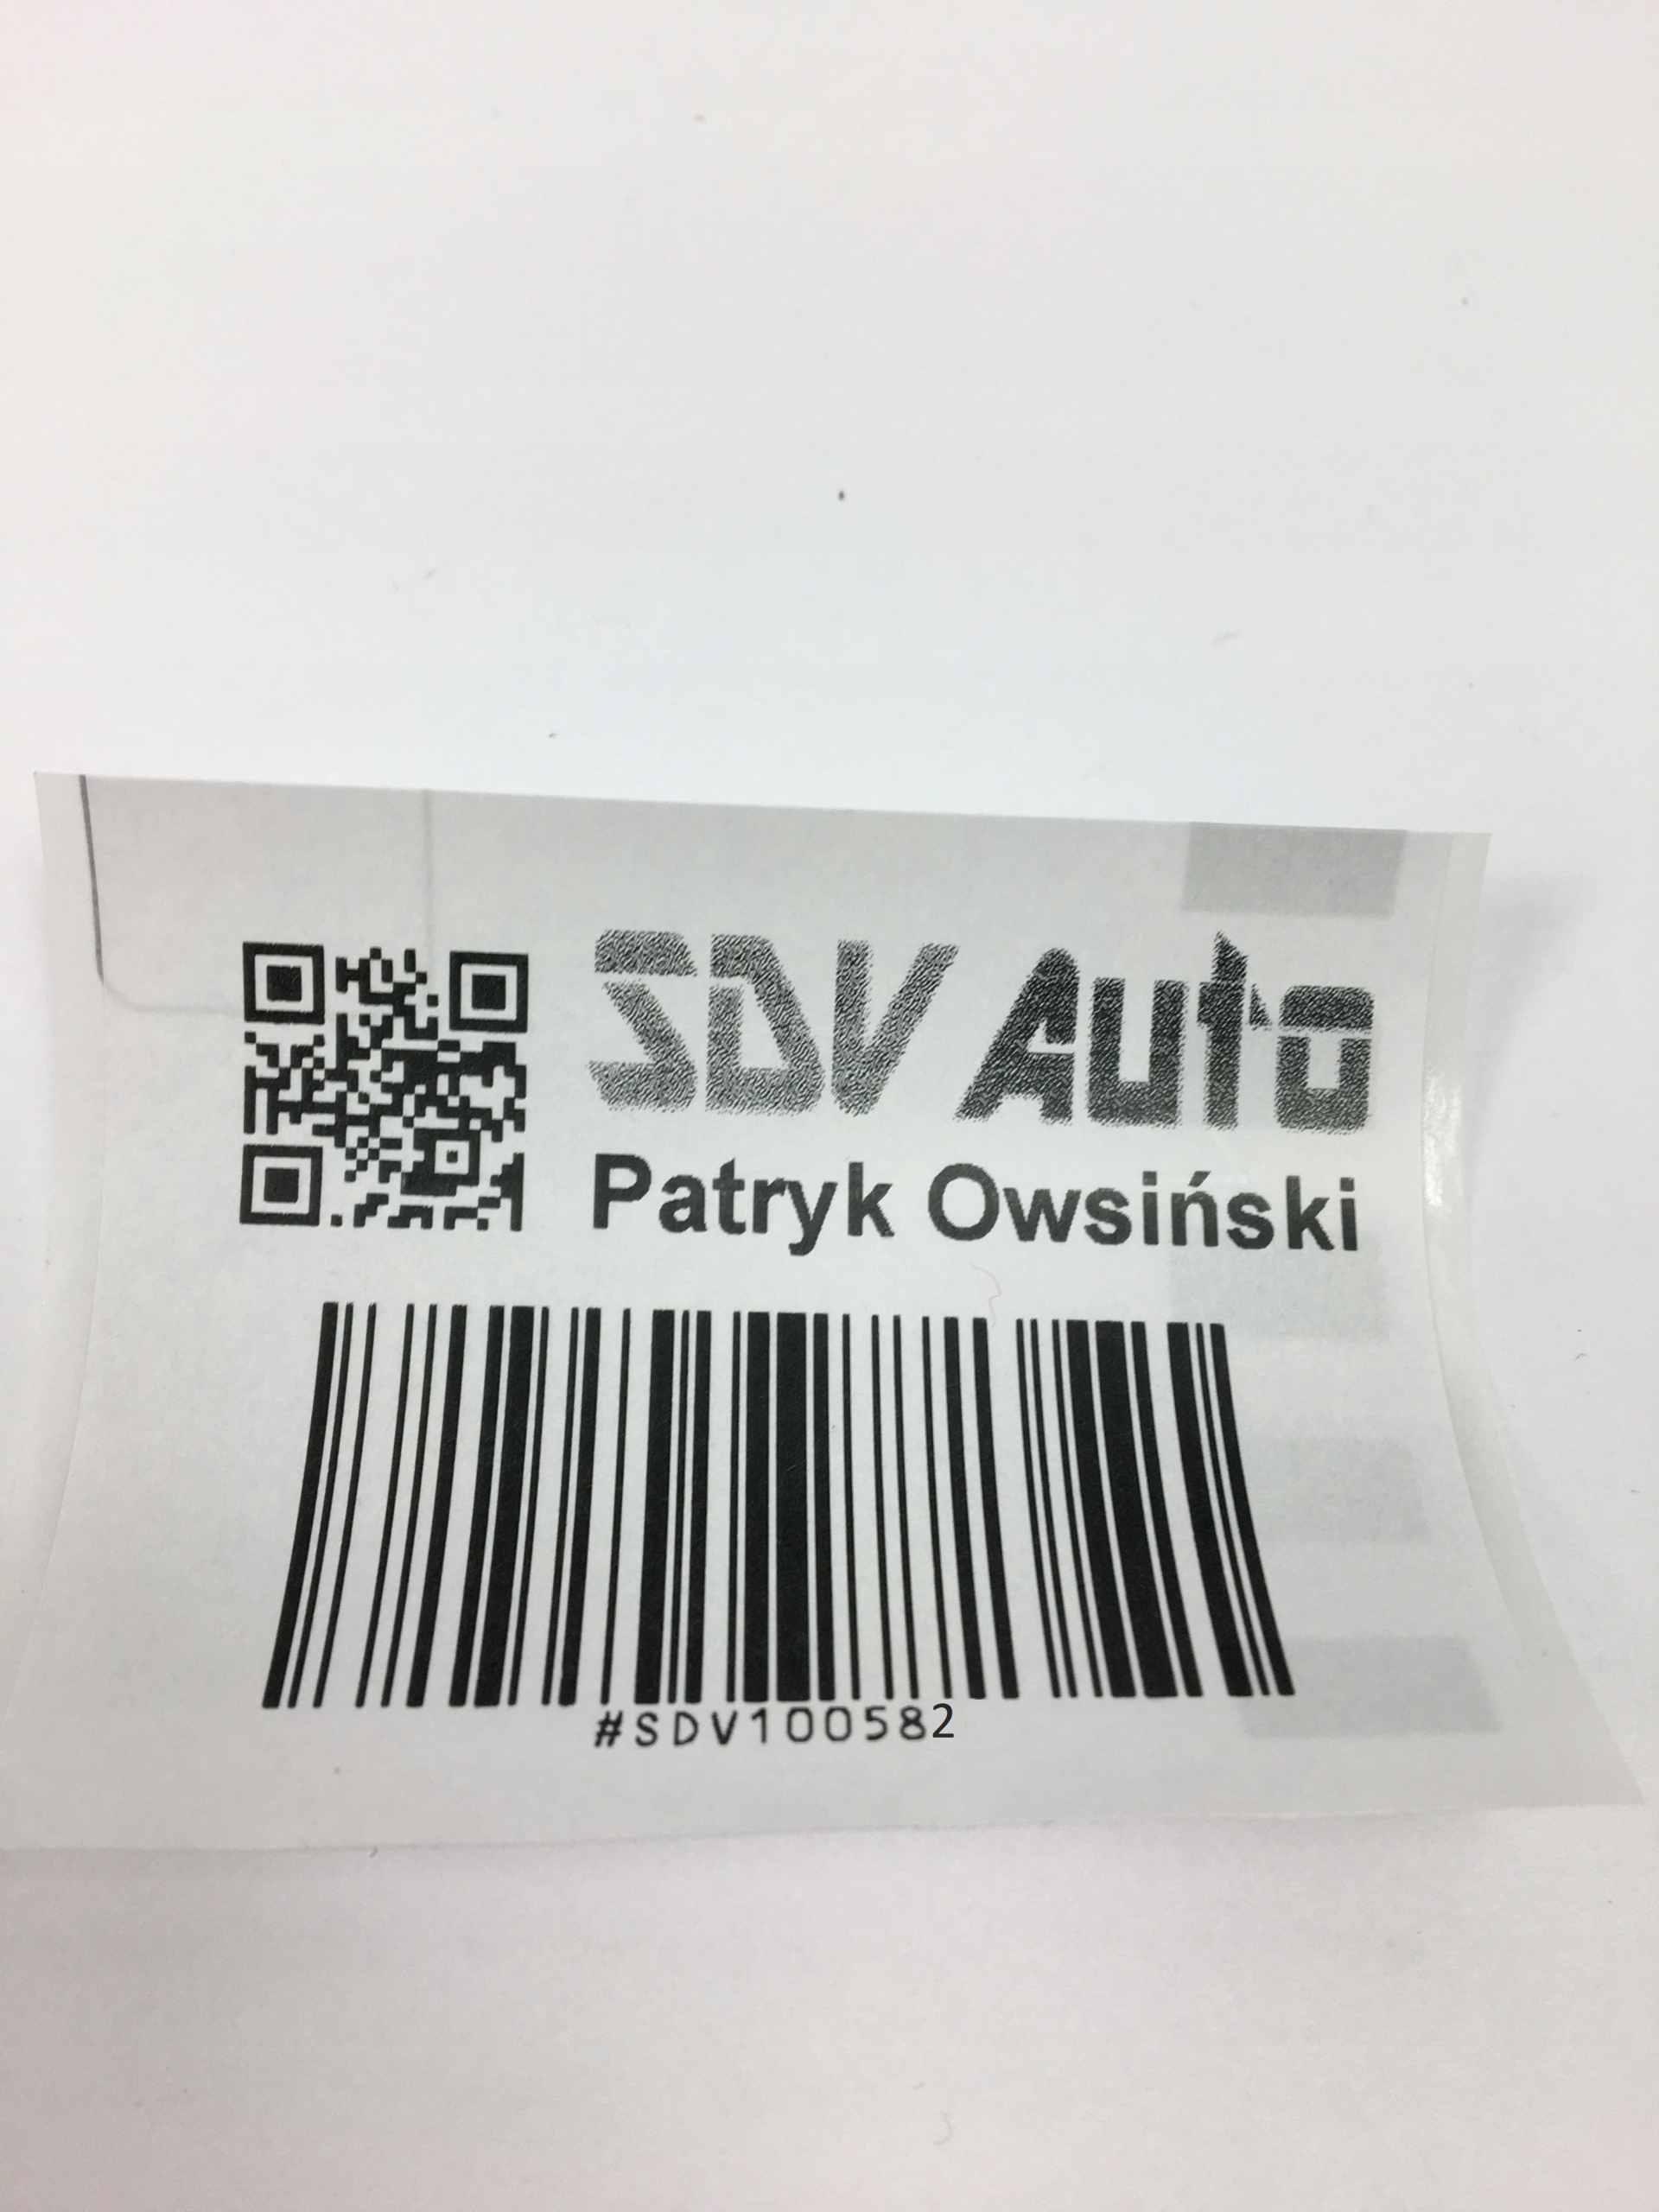 SDV Auto
Patryk Owsiński
#SDV100582